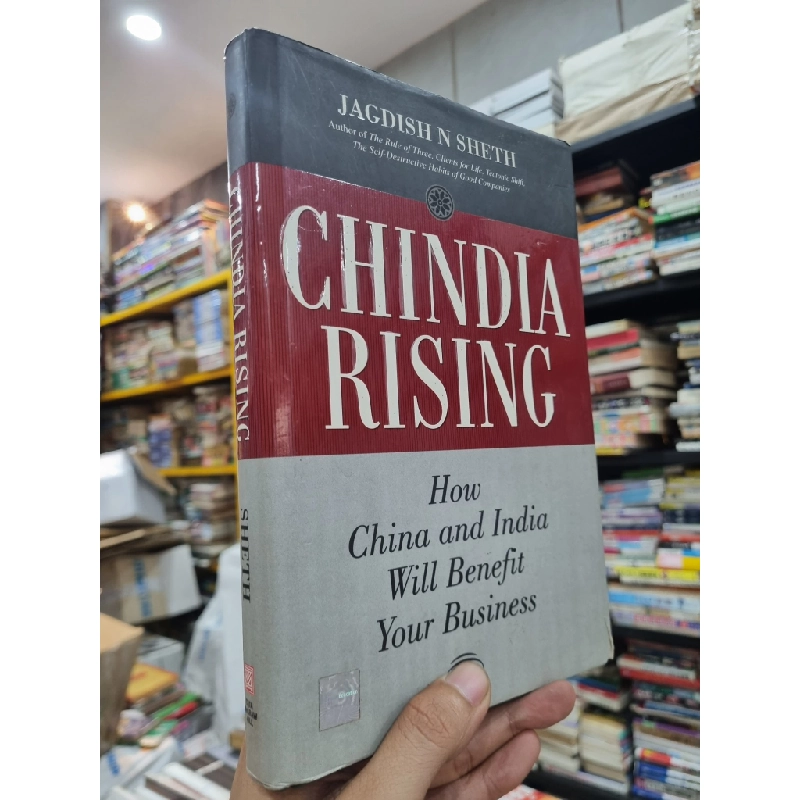 JAGDISH N SHETH
Author of The Rule of Three, Clients for Life, Tectonic Shift,
The Self-Destructive Habits of Good Companies
CHINDIA
RISING
How
China and India
Will Benefit
Your Business
CHINDIA RISING
SHETH